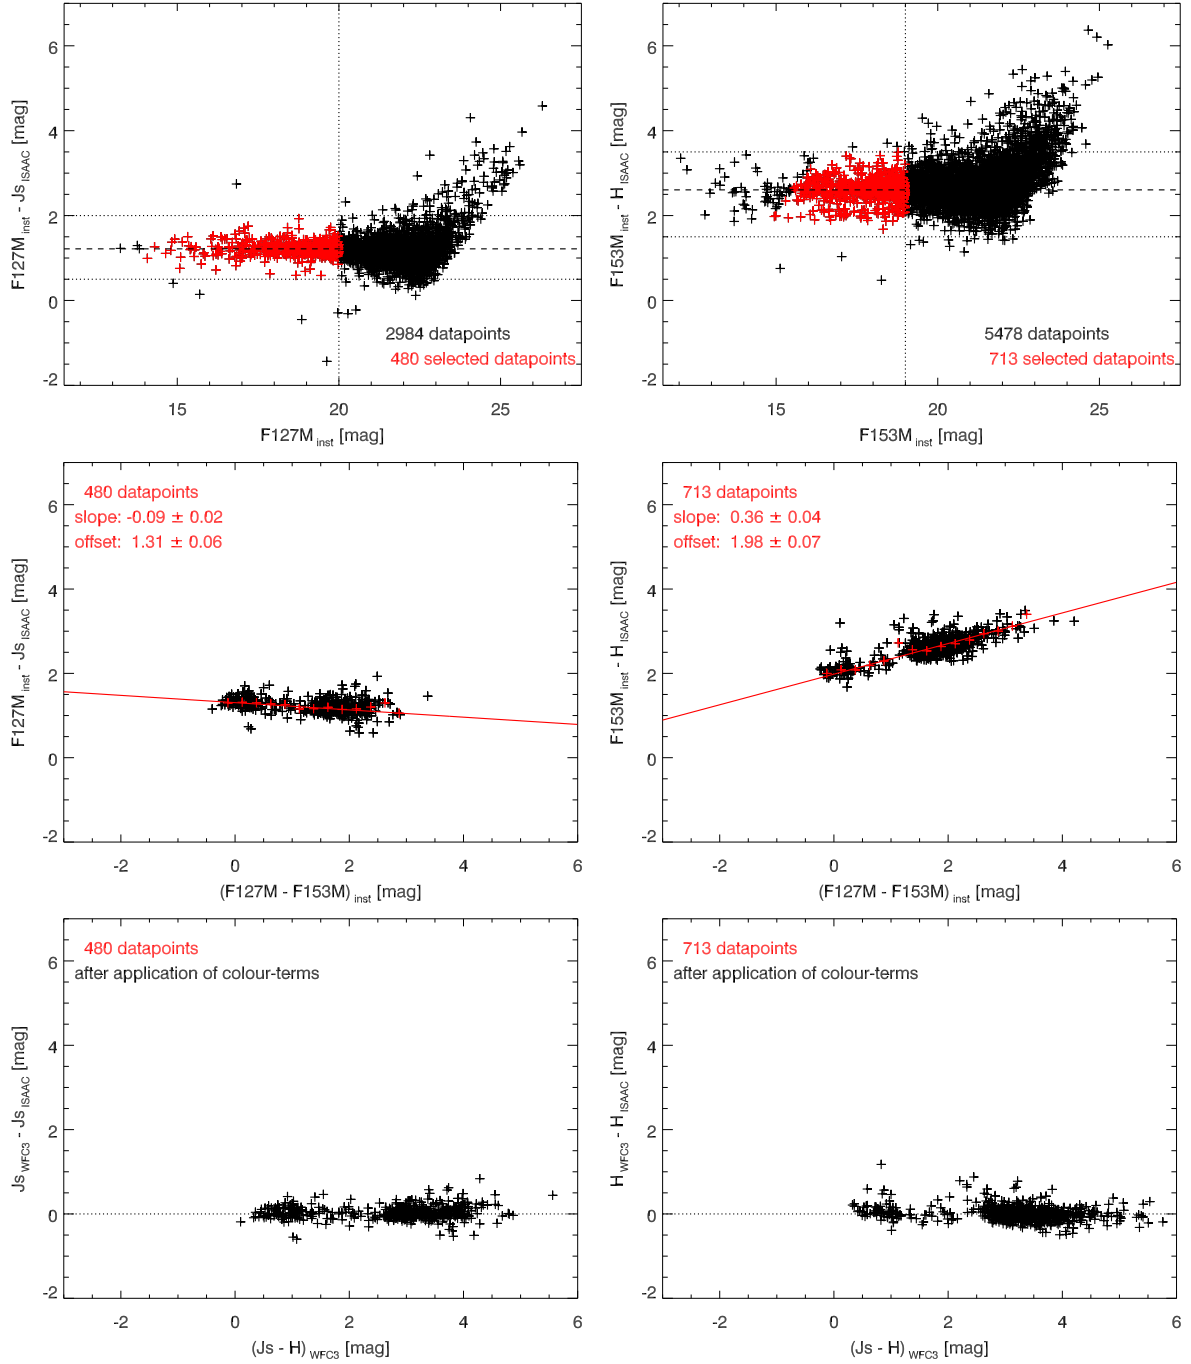 F127M inst - Js ISAAC [mag]
6
4
2
0
-2
2984 datapoints
480 selected datapoints
15 20 25
F127M inst [mag]
F153M inst - H ISAAC [mag]
6
4
2
0
-2
5478 datapoints
713 selected datapoints
15 20 25
F153M inst [mag]
F127M inst - Js ISAAC [mag]
6
4
2
0
-2
480 datapoints
slope: -0.09 ± 0.02
offset: 1.31 ± 0.06
-2 0 2 4 6
(F127M - F153M) inst [mag]
F153M inst - H ISAAC [mag]
6
4
2
0
-2
713 datapoints
slope: 0.36 ± 0.04
offset: 1.98 ± 0.07
-2 0 2 4 6
(F127M - F153M) inst [mag]
Js WFC3 - Js ISAAC [mag]
6
4
2
0
-2
480 datapoints
after application of colour-terms
-2 0 2 4 6
(Js - H) WFC3 [mag]
H WFC3 - H ISAAC [mag]
6
4
2
0
-2
713 datapoints
after application of colour-terms
-2 0 2 4 6
(Js - H) WFC3 [mag]